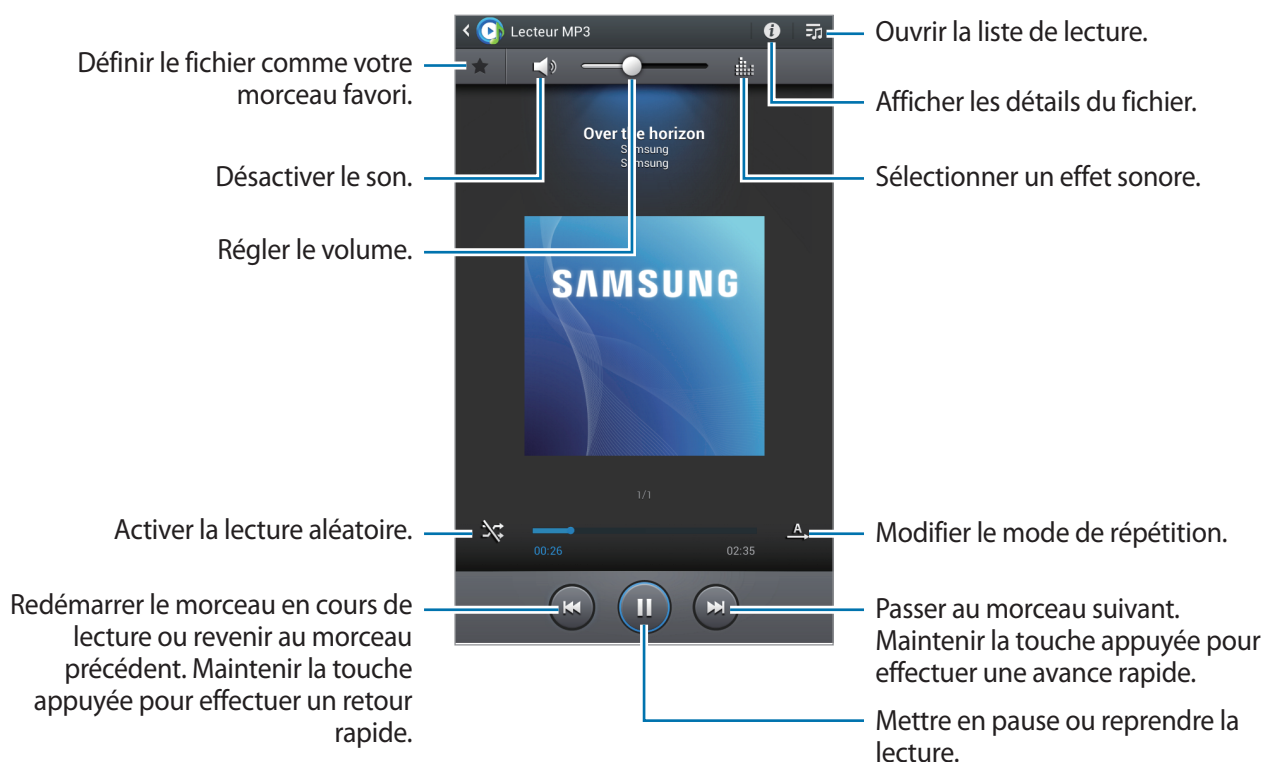 Lecteur MP3
Ouvrir la liste de lecture.
Définir le fichier comme votre
morceau favori.
Afficher les détails du fichier.
Over the horizon
Samsung
Samsung
Désactiver le son.
Sélectionner un effet sonore.
Régler le volume.
SAMSUNG
1/1
Activer la lecture aléatoire.
A
Modifier le mode de répétition.
00:26
02:35
Redémarrer le morceau en cours de
lecture ou revenir au morceau
précédent. Maintenir la touche
appuyée pour effectuer un retour
rapide.
Passer au morceau suivant.
Maintenir la touche appuyée pour
effectuer une avance rapide.
Mettre en pause ou reprendre la
lecture.